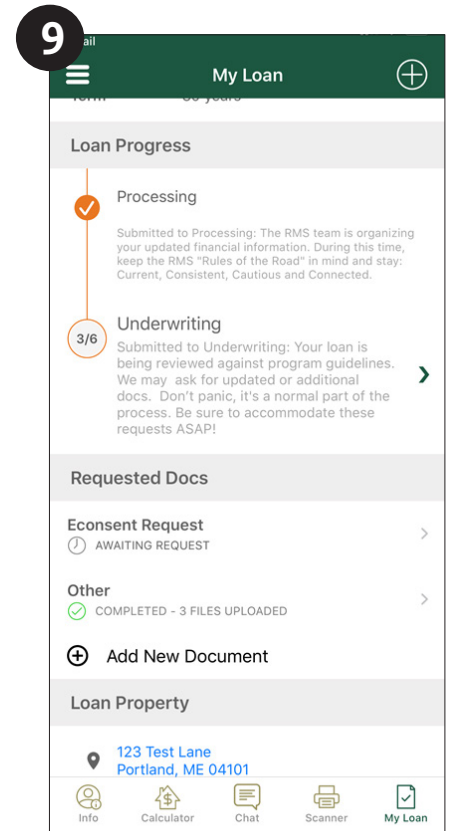 9
ail
My Loan
Term 30 years
Loan Progress
Processing
Submitted to Processing: The RMS team is organizing
your updated financial information. During this time,
keep the RMS "Rules of the Road" in mind and stay:
Current, Consistent, Cautious and Connected.
3/6
Underwriting
Submitted to Underwriting: Your loan is
being reviewed against program guidelines.
We may ask for updated or additional
docs. Don't panic, it's a normal part of the
process. Be sure to accommodate these
requests ASAP!
Requested Docs
Econsent Request
AWAITING REQUEST
Other
COMPLETED - 3 FILES UPLOADED
Add New Document
Loan Property
123 Test Lane
Portland, ME 04101
Info Calculator Chat Scanner My Loan